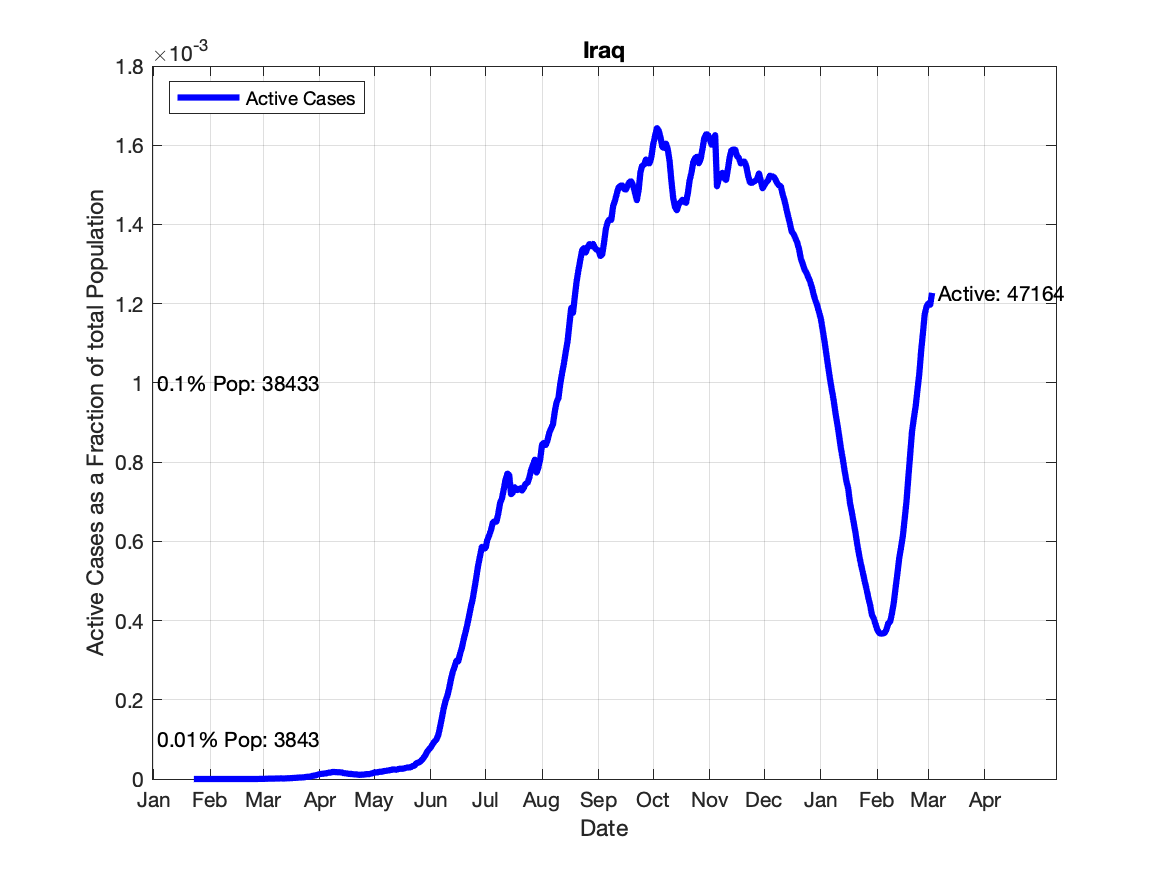 Iraq
×10-3
1.8
1.6
1.4
1.2
1
0.8
0.6
0.4
0.2
0
Active Cases
Active: 47164
0.1% Pop: 38433
0.01% Pop: 3843
Active Cases as a Fraction of total Population
Jan Feb Mar Apr May Jun Jul Aug Sep Oct Nov Dec Jan Feb Mar Apr
Date